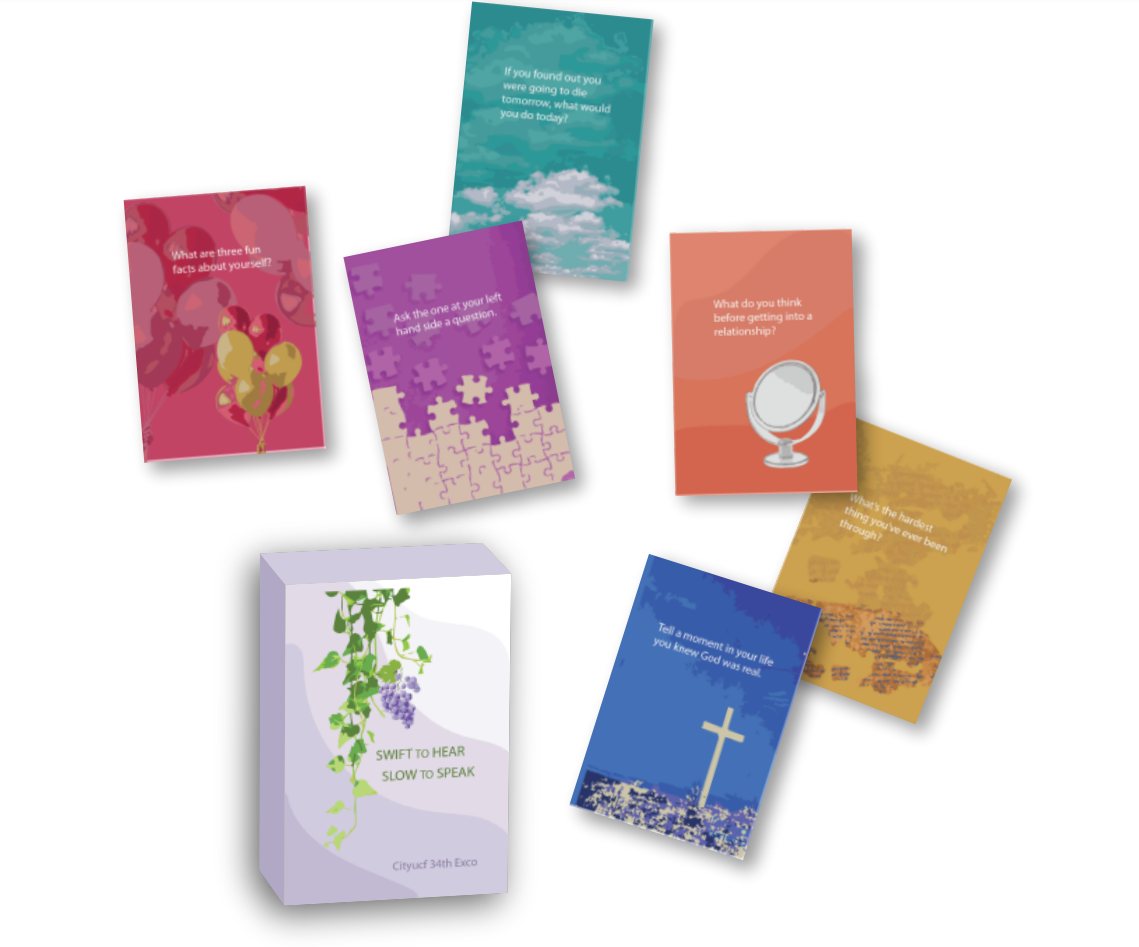 If you found out you
were going to die
tomorrow, what would
you do today?
What are three fun
facts about yourself?
Ask the one at your left
hand side a question.
What do you think
before getting into a
relationship?
What's the hardest
thing you've ever been
through?
Tell a moment in your life
you knew God was real.
SWIFT TO HEAR
SLOW TO SPEAK
Cityucf 34th Exco